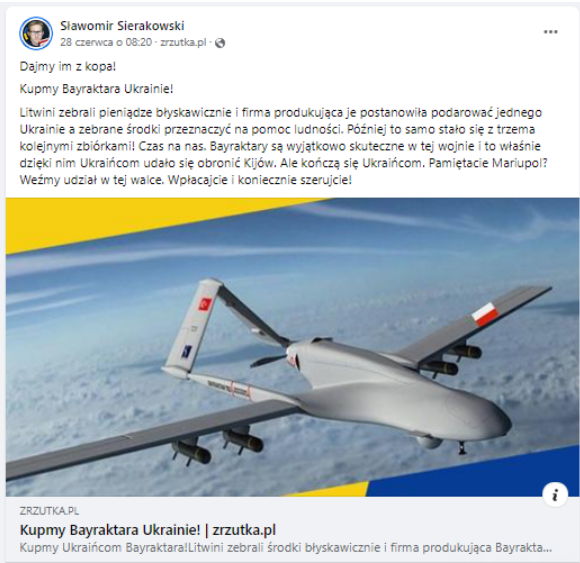 Sławomir Sierakowski
28 czerwca o 08:20 · zrzutka.pl ·
Dajmy im z kopa!
Kupmy Bayraktara Ukrainie!
Litwini zebrali pieniądze błyskawicznie i firma produkująca je postanowiła podarować jednego
Ukrainie a zebrane środki przeznaczyć na pomoc ludności. Później to samo stało się z trzema
kolejnymi zbiórkami! Czas na nas. Bayraktary są wyjątkowo skuteczne w tej wojnie i to właśnie
dzięki nim Ukraińcom udało się obronić Kijów. Ale kończą się Ukraińcom. Pamiętacie Mariupol?
Weźmy udział w tej walce. Wpłacajcie i koniecznie szerujcie!
ZRZUTKA.PL
Kupmy Bayraktara Ukrainie! | zrzutka.pl
Kupmy Ukraińcom Bayraktara!Litwini zebrali środki błyskawicznie i firma produkująca Bayrakta...